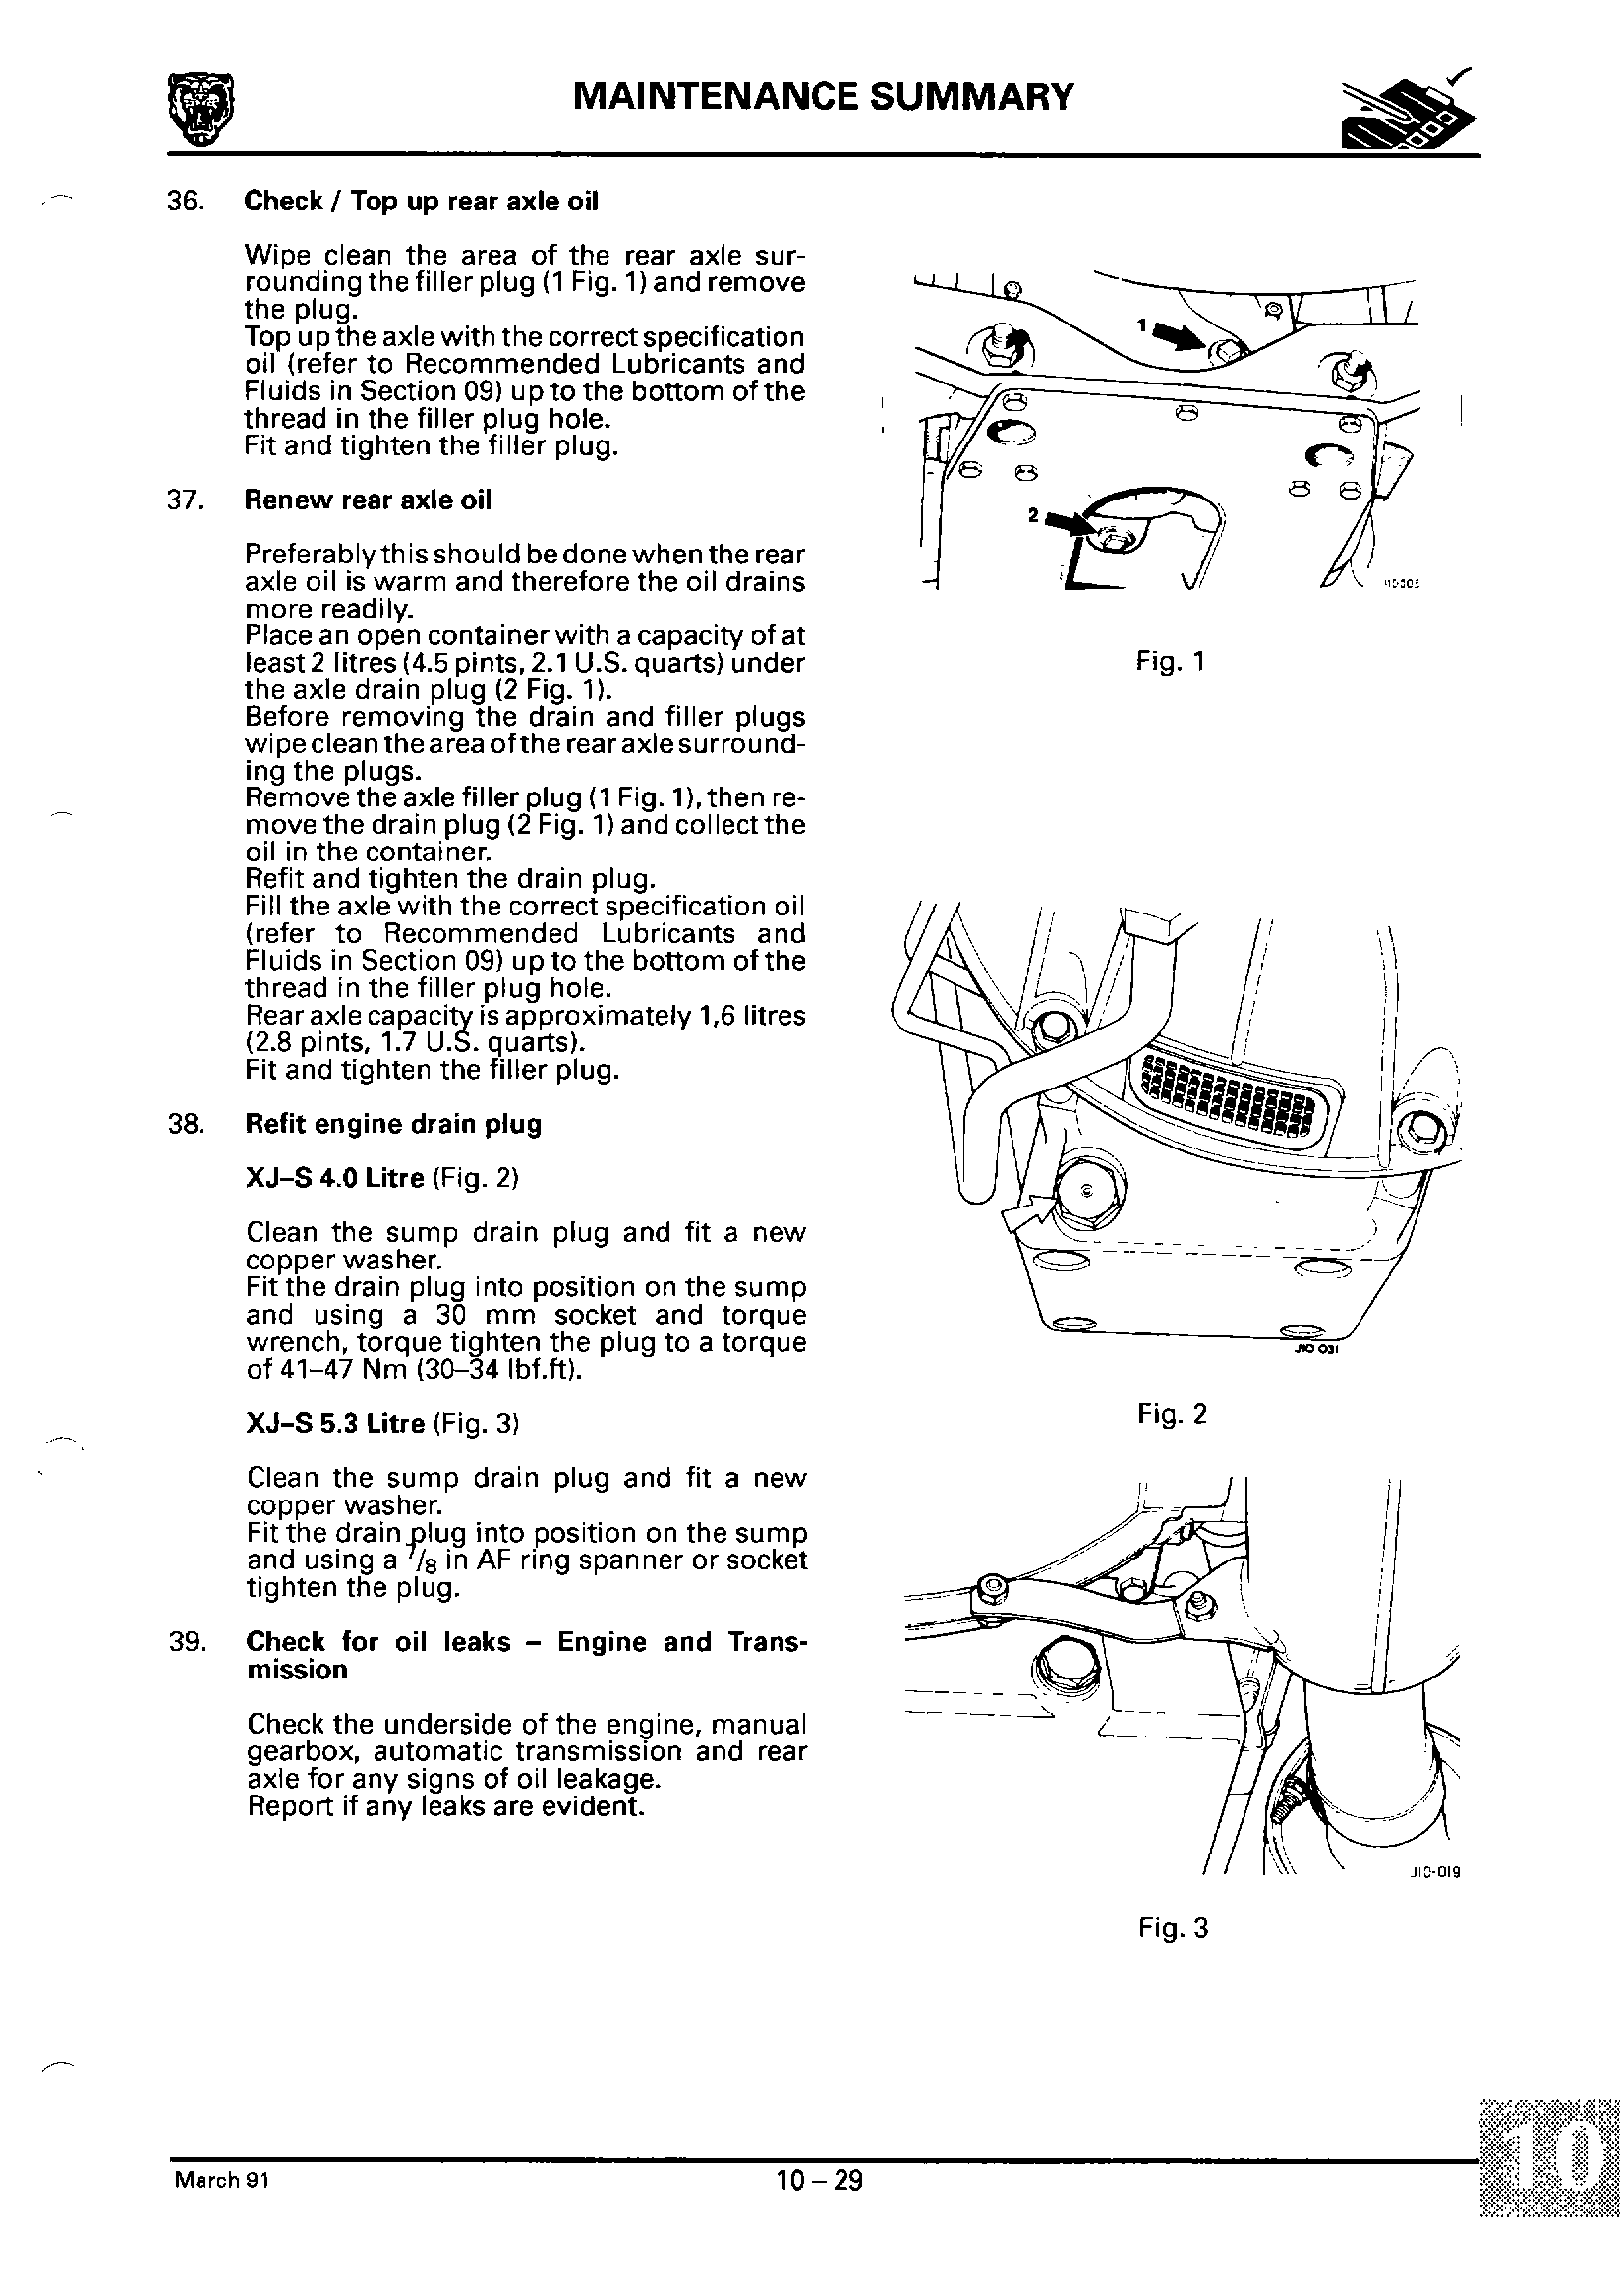 MAINTENANCE SUMMARY
36. Check / Top up rear axle oil
Wipe clean the area of the rear axle sur-
rounding the filler plug (1 Fig. 1) and remove
the plug.
Top up the axle with the correct specification
oil (refer to Recommended Lubricants and
Fluids in Section 09) up to the bottom of the
thread in the filler plug hole.
Fit and tighten the filler plug.
37. Renew rear axle oil
Preferably this should be done when the rear
axle oil is warm and therefore the oil drains
more readily.
Place an open container with a capacity of at
least 2 litres (4.5 pints, 2.1 U.S. quarts) under
the axle drain plug (2 Fig. 1).
Before removing the drain and filler plugs
wipe clean the area of the rear axle surround-
ing the plugs.
Remove the axle filler plug (1 Fig. 1), then re-
move the drain plug (2 Fig. 1) and collect the
oil in the container.
Refit and tighten the drain plug.
Fill the axle with the correct specification oil
(refer to Recommended Lubricants and
Fluids in Section 09) up to the bottom of the
thread in the filler plug hole.
Rear axle capacity is approximately 1,6 litres
(2.8 pints, 1.7 U.S. quarts).
Fit and tighten the filler plug.
38. Refit engine drain plug
XJ–S 4.0 Litre (Fig. 2)
Clean the sump drain plug and fit a new
copper washer.
Fit the drain plug into position on the sump
and using a 30 mm socket and torque
wrench, torque tighten the plug to a torque
of 41–47 Nm (30–34 lbf.ft).
XJ–S 5.3 Litre (Fig. 3)
Clean the sump drain plug and fit a new
copper washer.
Fit the drain plug into position on the sump
and using a 7/8 in AF ring spanner or socket
tighten the plug.
39. Check for oil leaks – Engine and Trans-
mission
Check the underside of the engine, manual
gearbox, automatic transmission and rear
axle for any signs of oil leakage.
Report if any leaks are evident.
1
2
Fig. 1
J10 031
Fig. 2
J10-019
Fig. 3
10
March 91
10 – 29